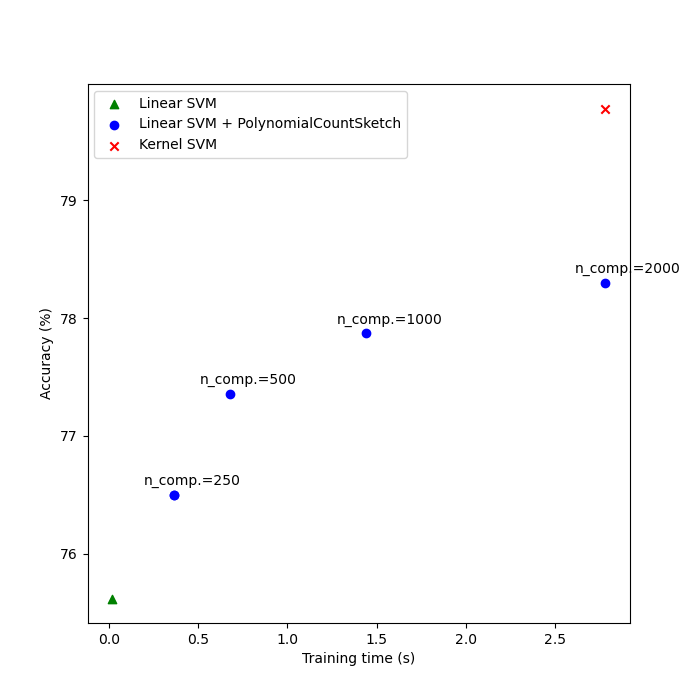 Linear SVM
Linear SVM + PolynomialCountSketch
Kernel SVM
79
n_comp.=2000
78
n_comp.=1000
n_comp.=500
77
n_comp.=250
76
Accuracy (%)
0.0 0.5 1.0 1.5 2.0 2.5
Training time (s)